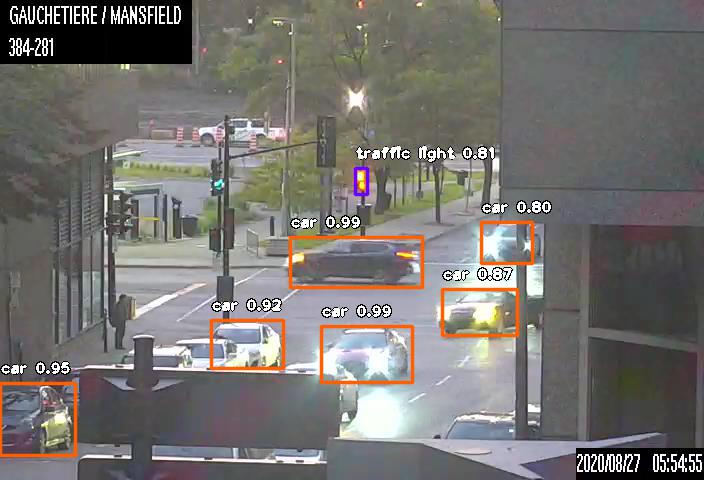 GAUCHETIERE / MANSFIELD
384-281
traffic light 0.81
car 0.99
car 0.80
car 0.87
car 0.92
car 0.99
car 0.95
2020/08/27 05:54:55